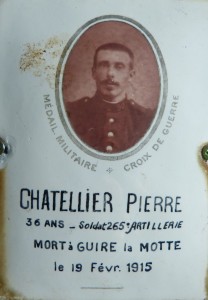 MÉDAIL. MILITAIRE ✢ CROIX DE GUERRE
CHATELLIER PIERRE
36 ANS _ Soldat 265e ARTILLERIE
MORT à GUIRE la MOTTE
le 19 Févr. 1915